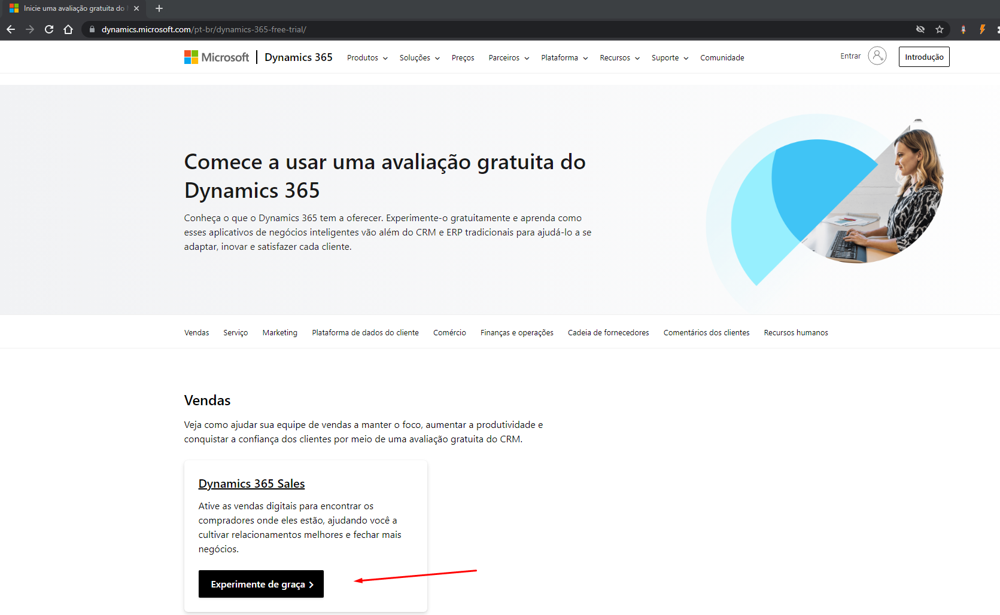 Inicie uma avaliação gratuita do
dynamics.microsoft.com/pt-br/dynamics-365-free-trial/
Microsoft
Dynamics 365
Produtos
Soluções
Preços
Parceiros
Plataforma
Recursos
Suporte
Comunidade
Entrar
Introdução
Comece a usar uma avaliação gratuita do
Dynamics 365
Conheça o que o Dynamics 365 tem a oferecer. Experimente-o gratuitamente e aprenda como
esses aplicativos de negócios inteligentes vão além do CRM e ERP tradicionais para ajudá-lo a se
adaptar, inovar e satisfazer cada cliente.
Vendas
Serviço
Marketing
Plataforma de dados do cliente
Comércio
Finanças e operações
Cadeia de fornecedores
Comentários dos clientes
Recursos humanos
Vendas
Veja como ajudar sua equipe de vendas a manter o foco, aumentar a produtividade e
conquistar a confiança dos clientes por meio de uma avaliação gratuita do CRM.
Dynamics 365 Sales
Ative as vendas digitais para encontrar os
compradores onde eles estão, ajudando você a
cultivar relacionamentos melhores e fechar mais
negócios.
Experimente de graça